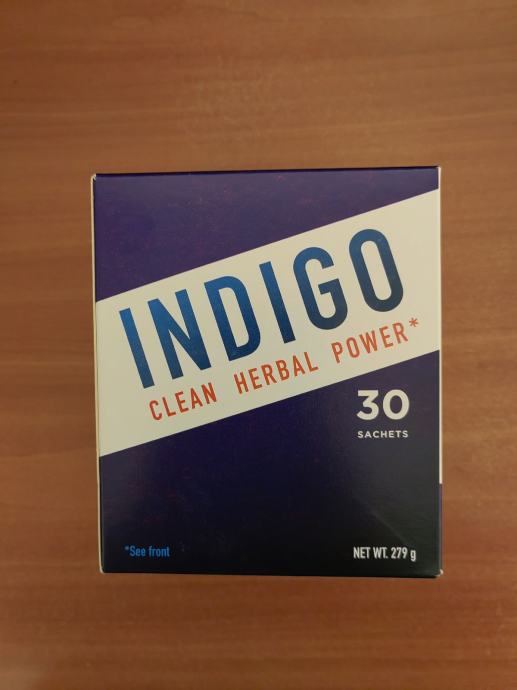 INDIGO
CLEAN HERBAL POWER*
30
SACHETS
*See front
NET WT. 279 g